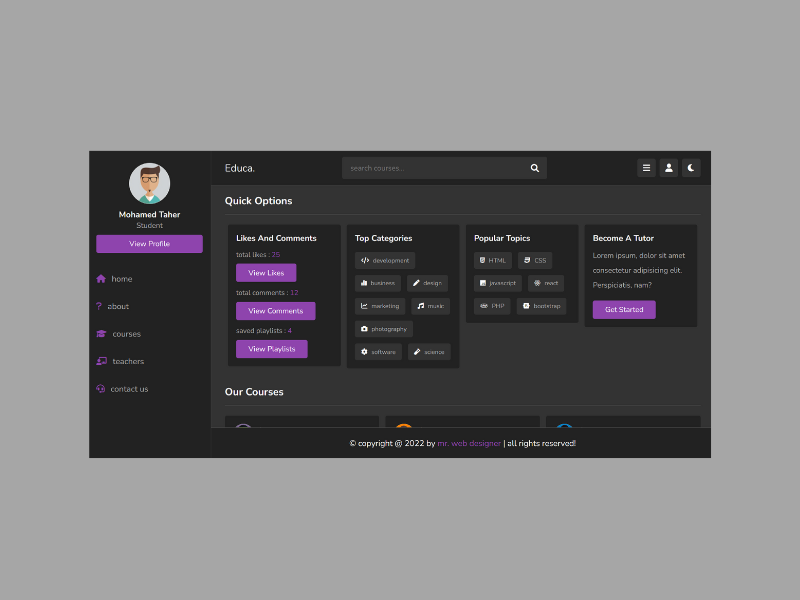 Mohamed Taher
Student
View Profile
home
? about
courses
teachers
contact us
Educa.
search courses...
Quick Options
Likes And Comments
total likes : 25
View Likes
total comments : 12
View Comments
saved playlists : 4
View Playlists
Top Categories
development
business
design
marketing
music
photography
software
science
Popular Topics
HTML
CSS
javascript
react
PHP
bootstrap
Become A Tutor
Lorem ipsum, dolor sit amet
consectetur adipisicing elit.
Perspiciatis, nam?
Get Started
Our Courses
© copyright @ 2022 by mr. web designer | all rights reserved!